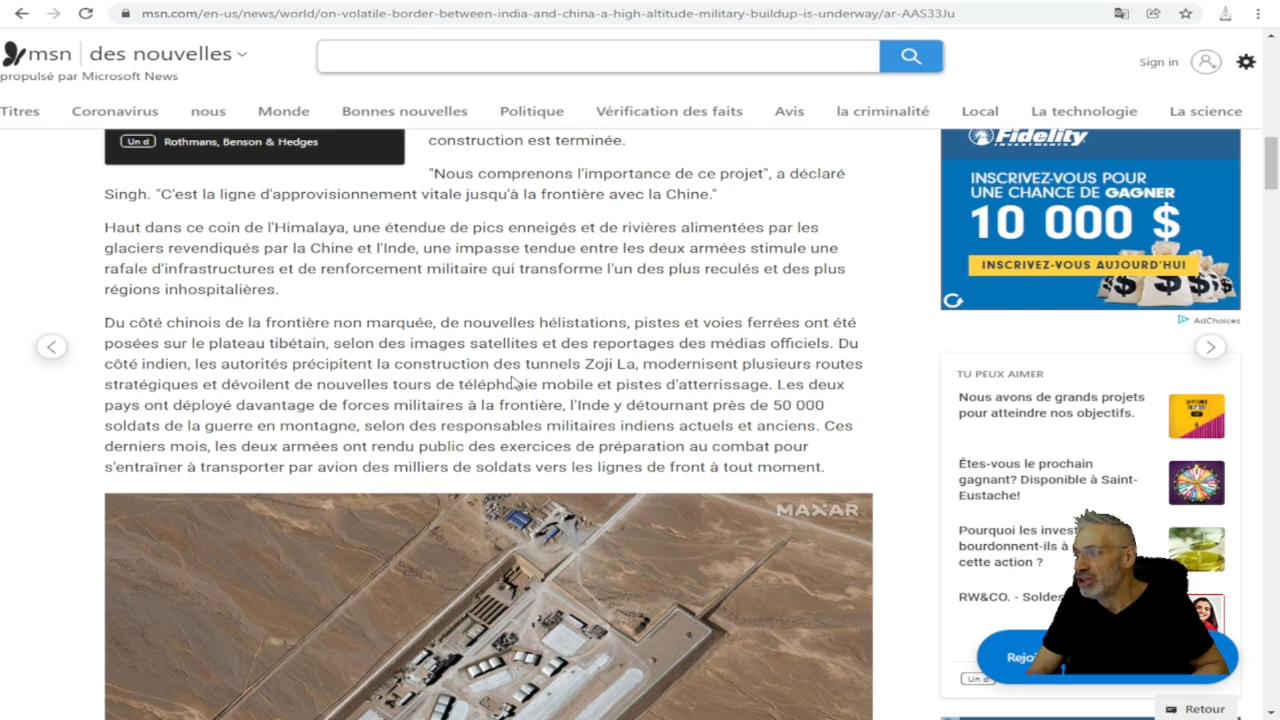 msn.com/en-us/news/world/on-volatile-border-between-india-and-china-a-high-altitude-military-buildup-is-underway/ar-AAS33Ju
msn | des nouvelles
propulsé par Microsoft News
Sign in
Titres Coronavirus nous Monde Bonnes nouvelles Politique Vérification des faits Avis la criminalité Local La technologie La science
Un d Rothmans, Benson & Hedges
construction est terminée.
"Nous comprenons l'importance de ce projet", a déclaré
Singh. "C'est la ligne d'approvisionnement vitale jusqu'à la frontière avec la Chine."
Haut dans ce coin de l'Himalaya, une étendue de pics enneigés et de rivières alimentées par les
glaciers revendiqués par la Chine et l'Inde, une impasse tendue entre les deux armées stimule une
rafale d'infrastructures et de renforcement militaire qui transforme l'un des plus reculés et des plus
régions inhospitalières.
Du côté chinois de la frontière non marquée, de nouvelles hélistations, pistes et voies ferrées ont été
posées sur le plateau tibétain, selon des images satellites et des reportages des médias officiels. Du
côté indien, les autorités précipitent la construction des tunnels Zoji La, modernisent plusieurs routes
stratégiques et dévoilent de nouvelles tours de téléphonie mobile et pistes d'atterrissage. Les deux
pays ont déployé davantage de forces militaires à la frontière, l'Inde y détournant près de 50 000
soldats de la guerre en montagne, selon des responsables militaires indiens actuels et anciens. Ces
derniers mois, les deux armées ont rendu public des exercices de préparation au combat pour
s'entraîner à transporter par avion des milliers de soldats vers les lignes de front à tout moment.
MAXAR
Fidelity
INVESTMENTS
INSCRIVEZ-VOUS POUR
UNE CHANCE DE GAGNER
10 000 $
INSCRIVEZ-VOUS AUJOURD'HUI
AdChoices
TU PEUX AIMER
Nous avons de grands projets
pour atteindre nos objectifs.
Êtes-vous le prochain
gagnant? Disponible à Saint-
Eustache!
Pourquoi les
bourdonnent-ils à
cette action ?
RW&CO. -
Un d
Retour